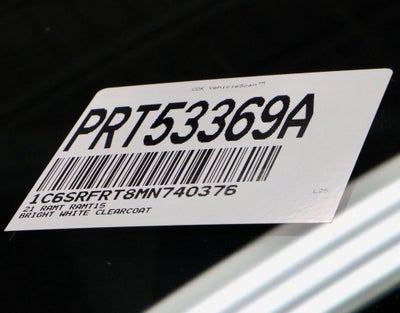 CDK VehicleScan™
PRT53369A
1C6SRFRT8MN740376
21 RAMT RAMT15
BRIGHT WHITE CLEARCOAT